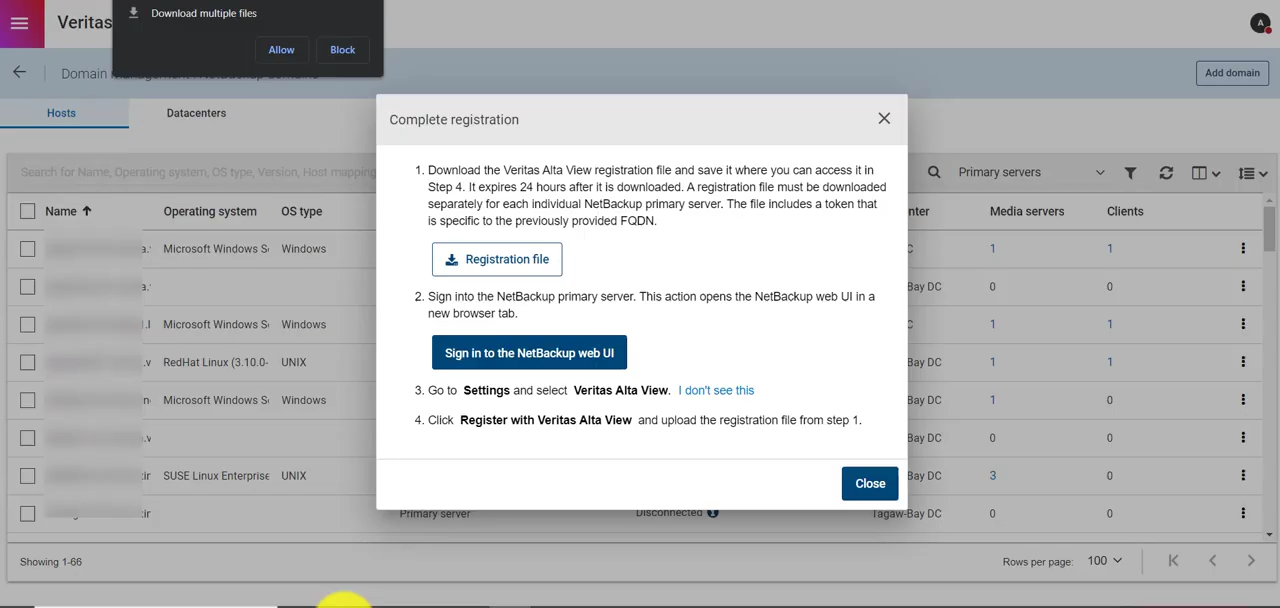 Download multiple files
Veritas
A
Allow
Block
Domain
Add domain
Hosts
Datacenters
Complete registration
1. Download the Veritas Alta View registration file and save it where you can access it in
Step 4. It expires 24 hours after it is downloaded. A registration file must be downloaded
separately for each individual NetBackup primary server. The file includes a token that
is specific to the previously provided FQDN.
Registration file
2. Sign into the NetBackup primary server. This action opens the NetBackup web UI in a
new browser tab.
Sign in to the NetBackup web UI
3. Go to Settings and select Veritas Alta View. I don't see this
4. Click Register with Veritas Alta View and upload the registration file from step 1.
Close
Search for Name, Operating system, OS type, Version, Host mapping
Primary servers
Name Operating system OS type nter Media servers Clients
a. Microsoft Windows S Windows C 1 1
a. Bay DC 0 0
1.l Microsoft Windows S Windows C 1 1
.v RedHat Linux (3.10.0- UNIX Bay DC 1 1
ne Microsoft Windows S Windows Bay DC 1 0
.v Bay DC 0 0
tir SUSE Linux Enterprise UNIX Bay DC 3 0
tir Primary server Disconnected Tagaw-Bay DC 0 0
Showing 1-66
Rows per page: 100